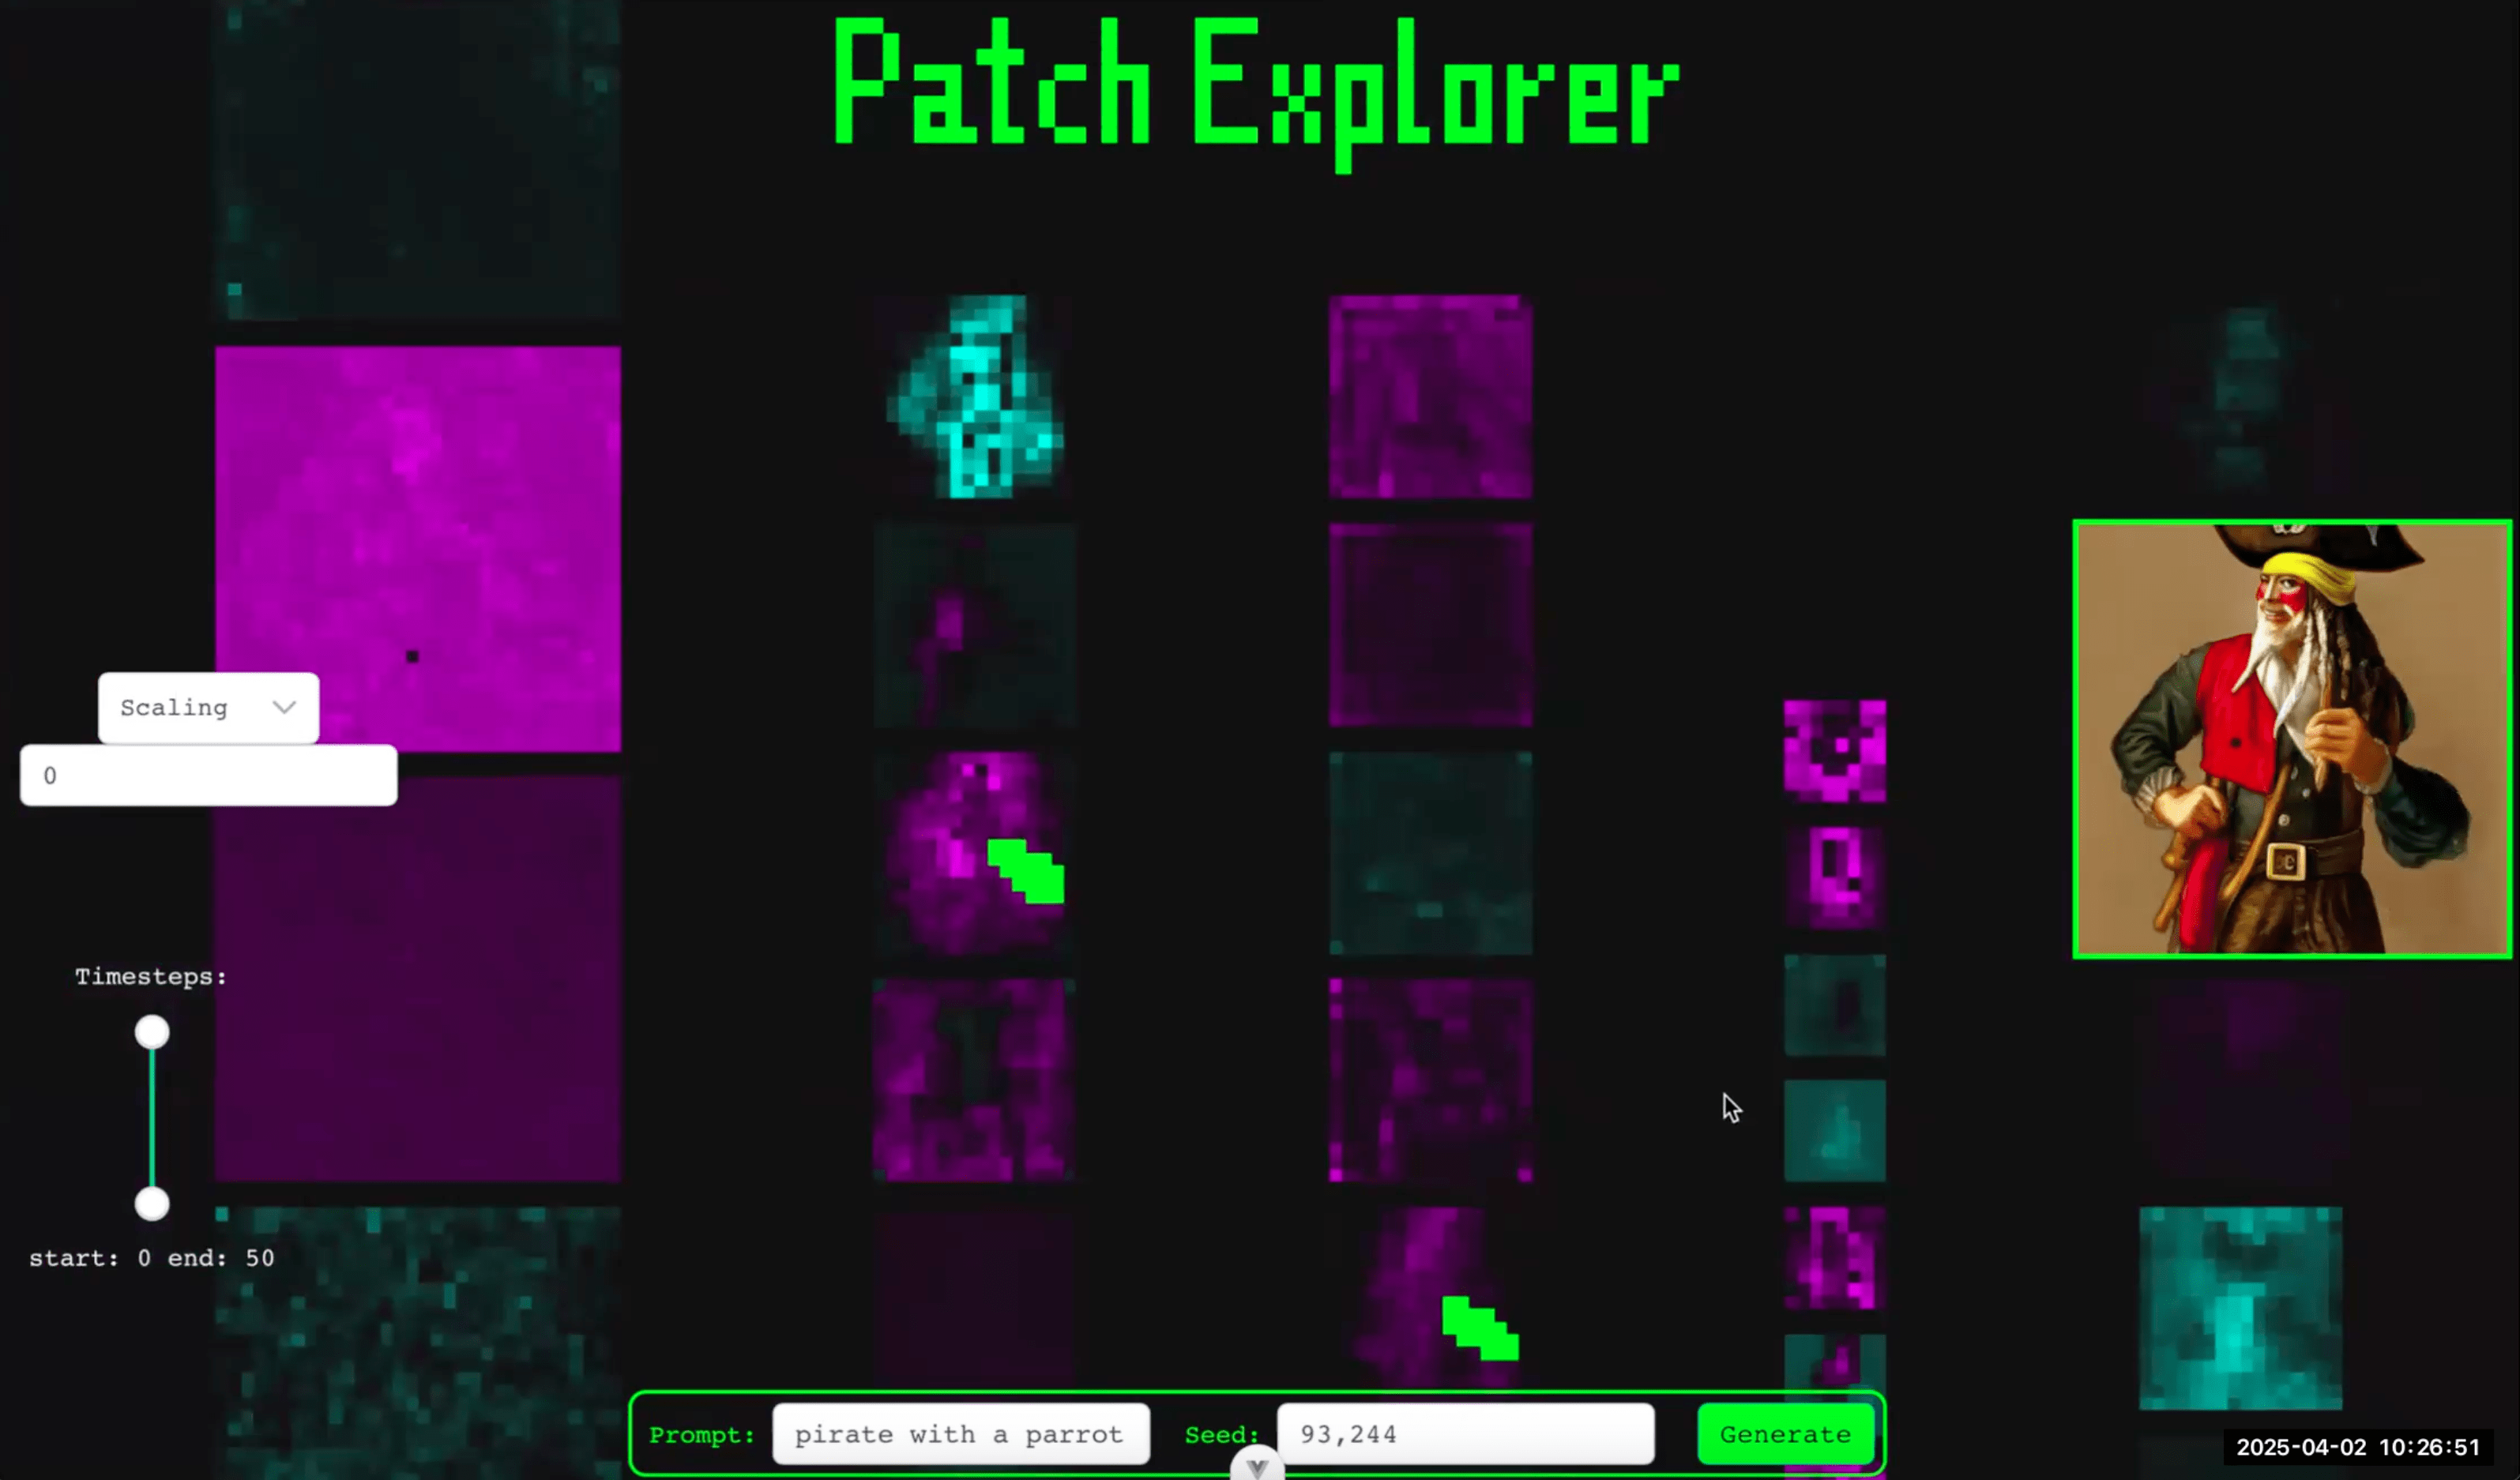 Patch Explorer
Scaling
0
Timesteps:
start: 0 end: 50
Prompt: pirate with a parrot Seed: 93,244 Generate
2025-04-02 10:26:51